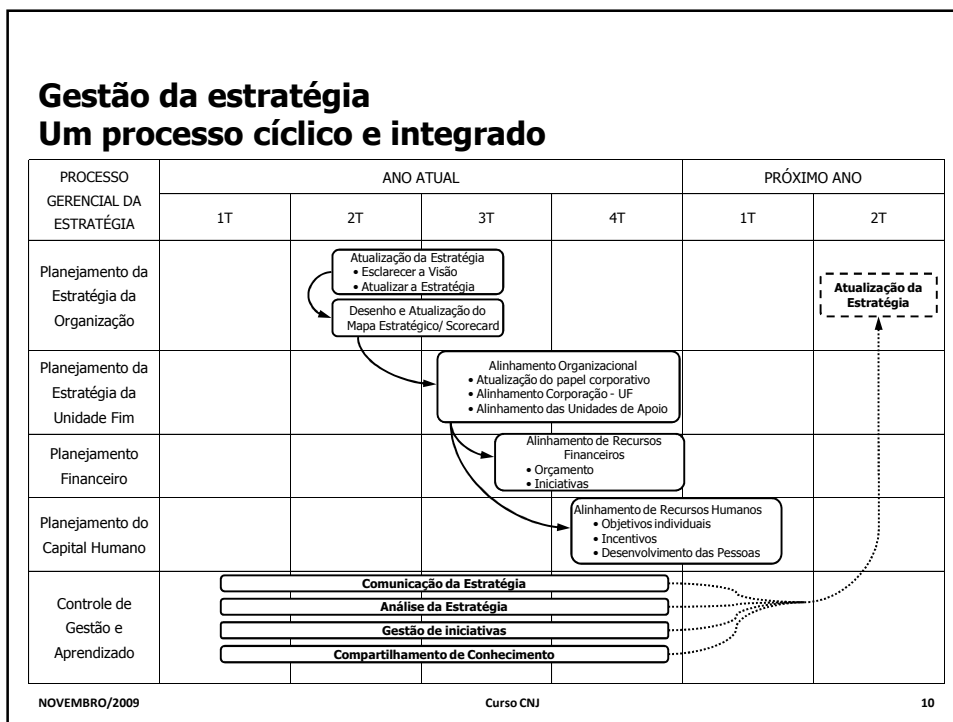 Gestão da estratégia
Um processo cíclico e integrado
PROCESSO
GERENCIAL DA
ESTRATÉGIA
ANO ATUAL
PRÓXIMO ANO
1T
2T
3T
4T
1T
2T
Planejamento da
Estratégia da
Organização
Atualização da Estratégia
• Esclarecer a Visão
• Atualizar a Estratégia
Desenho e Atualização do
Mapa Estratégico/ Scorecard
Atualização da
Estratégia
Planejamento da
Estratégia da
Unidade Fim
Alinhamento Organizacional
• Atualização do papel corporativo
• Alinhamento Corporação - UF
• Alinhamento das Unidades de Apoio
Planejamento
Financeiro
Alinhamento de Recursos
Financeiros
• Orçamento
• Iniciativas
Planejamento do
Capital Humano
Alinhamento de Recursos Humanos
• Objetivos individuais
• Incentivos
• Desenvolvimento das Pessoas
Controle de
Gestão e
Aprendizado
Comunicação da Estratégia
Análise da Estratégia
Gestão de iniciativas
Compartilhamento de Conhecimento
NOVEMBRO/2009
Curso CNJ
10